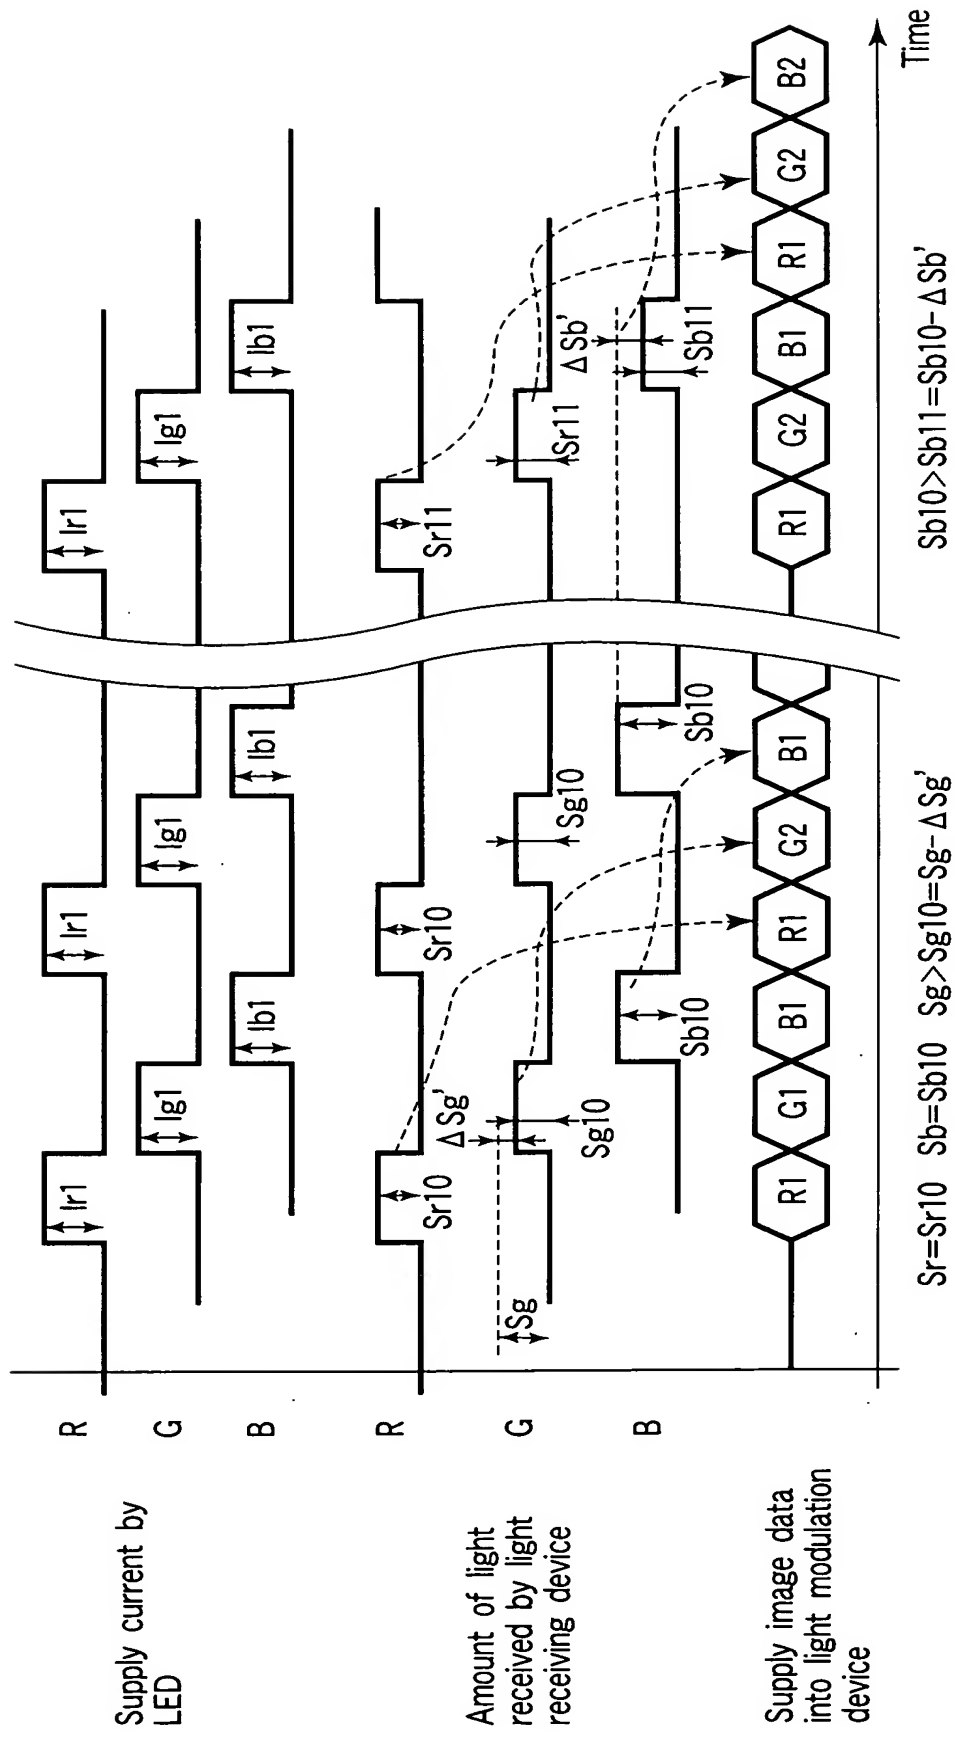 Supply current by
LED
R
Ir1
Ir1
Ir1
G
Ig1
Ig1
Ig1
B
Ib1
Ib1
Ib1
Amount of light
received by light
receiving device
R
Sr10
Sr10
Sr11
G
Sg
ΔSg'
Sg10
Sg10
Sr11
B
Sb10
Sb10
ΔSb'
Sb11
Supply image data
into light modulation
device
R1 G1 B1 R1 G2 B1 R1 G2 B1 R1 G2 B2
Time
Sr=Sr10 Sb=Sb10 Sg>Sg10=Sg-ΔSg'
Sb10>Sb11=Sb10-ΔSb'